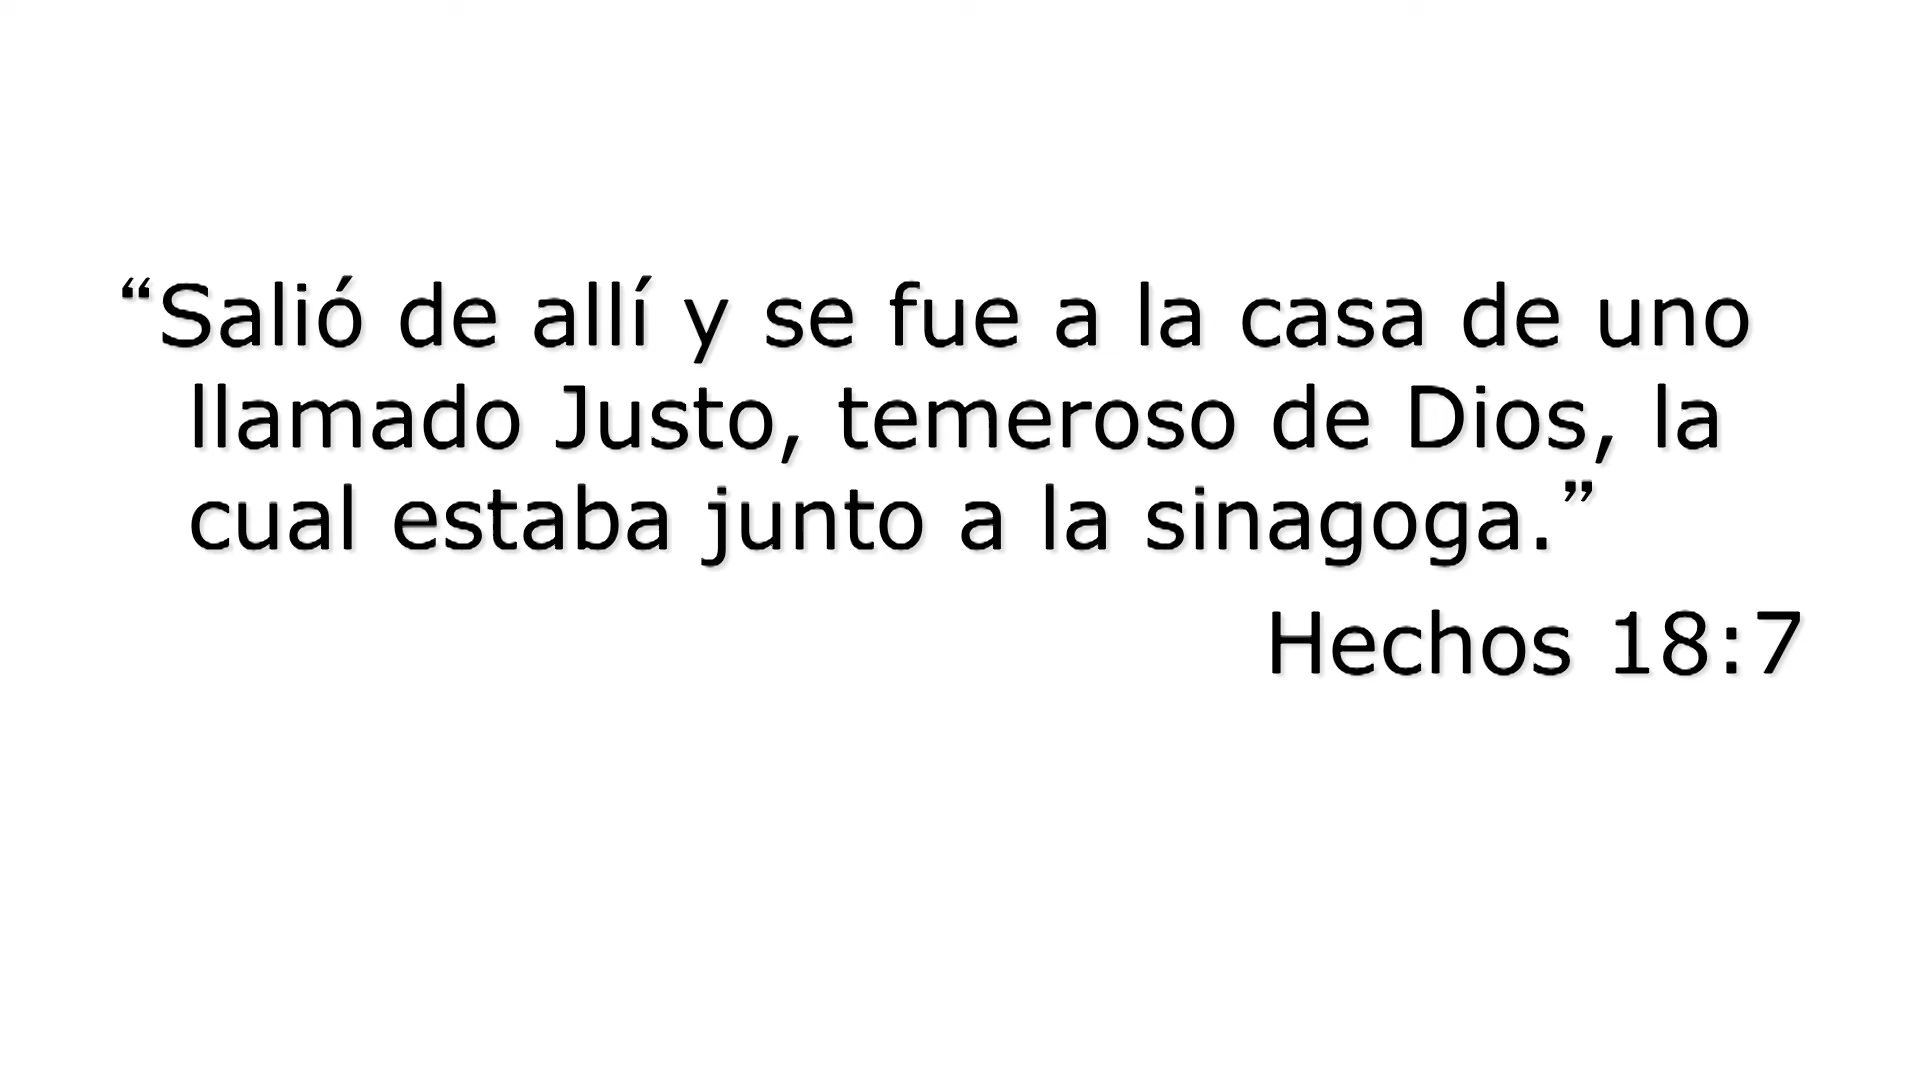 “Salió de allí y se fue a la casa de uno
llamado Justo, temeroso de Dios, la
cual estaba junto a la sinagoga.”
Hechos 18:7